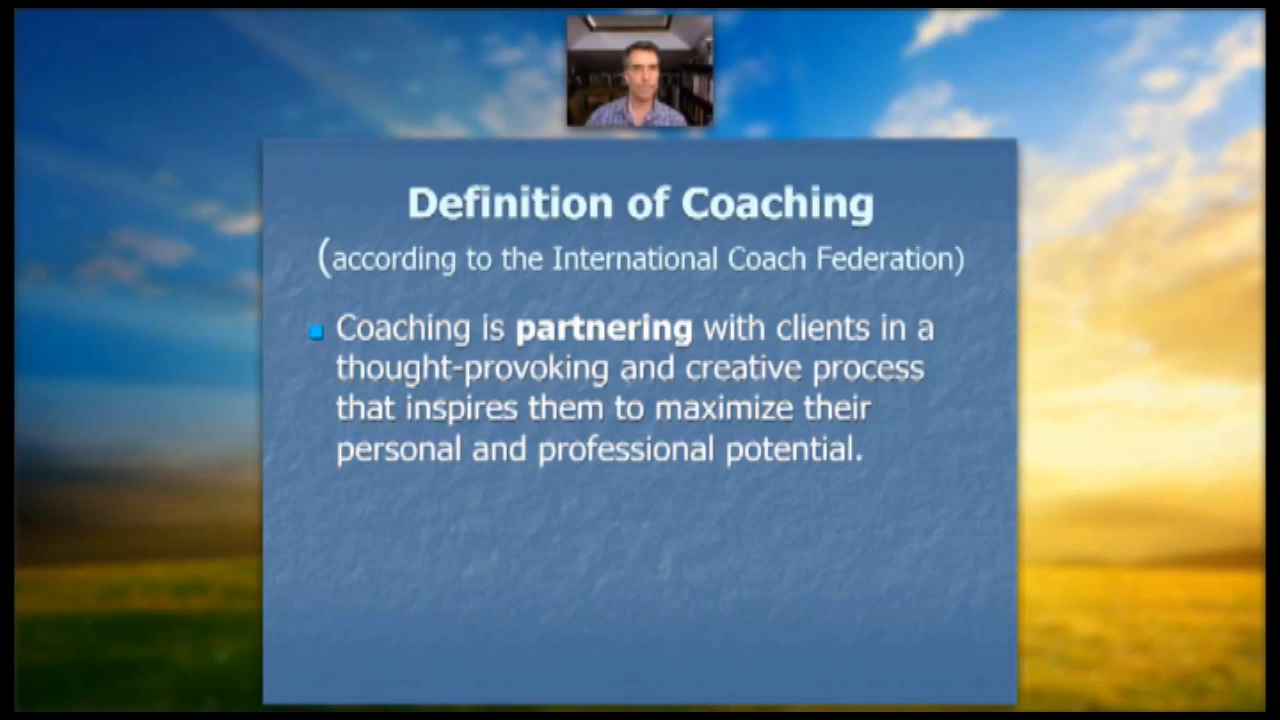 Definition of Coaching
(according to the International Coach Federation)
Coaching is partnering with clients in a
thought-provoking and creative process
that inspires them to maximize their
personal and professional potential.